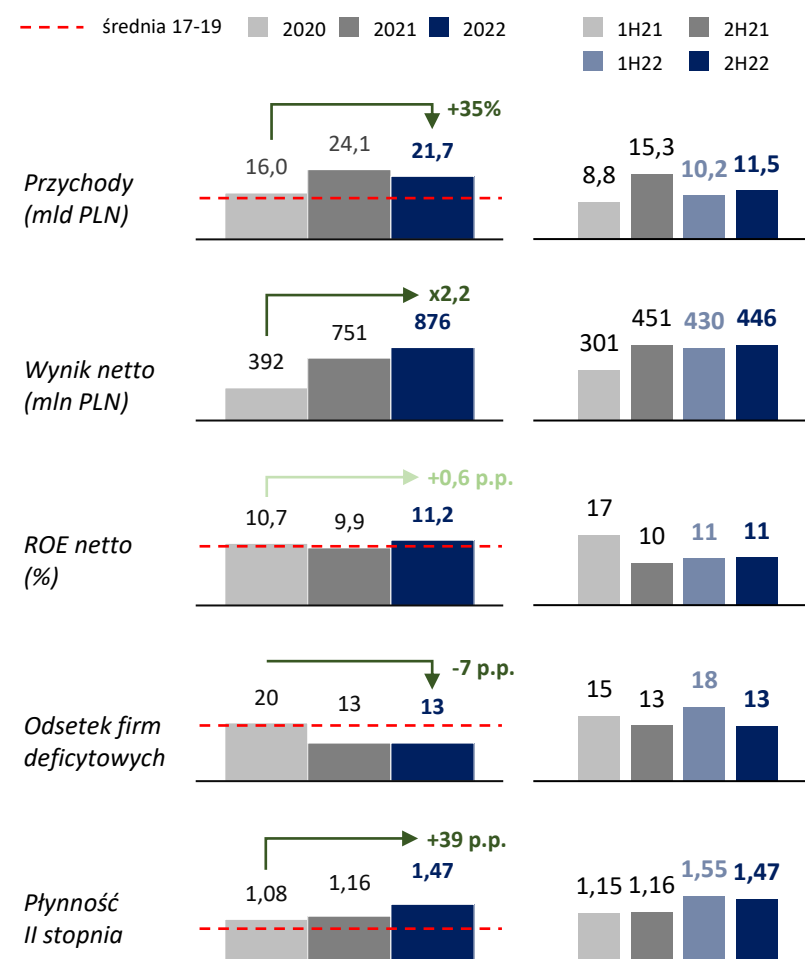 średnia 17-19 2020 2021 2022 1H21 2H21
1H22 2H22
+35%
16,0 24,1 21,7 8,8 15,3 10,2 11,5
Przychody
(mld PLN)
x2,2
392 751 876 301 451 430 446
Wynik netto
(mln PLN)
+0,6 p.p.
10,7 9,9 11,2 17 10 11 11
ROE netto
(%)
-7 p.p.
20 13 13 15 13 18 13
Odsetek firm
deficytowych
+39 p.p.
1,08 1,16 1,47 1,15 1,16 1,55 1,47
Płynność
II stopnia